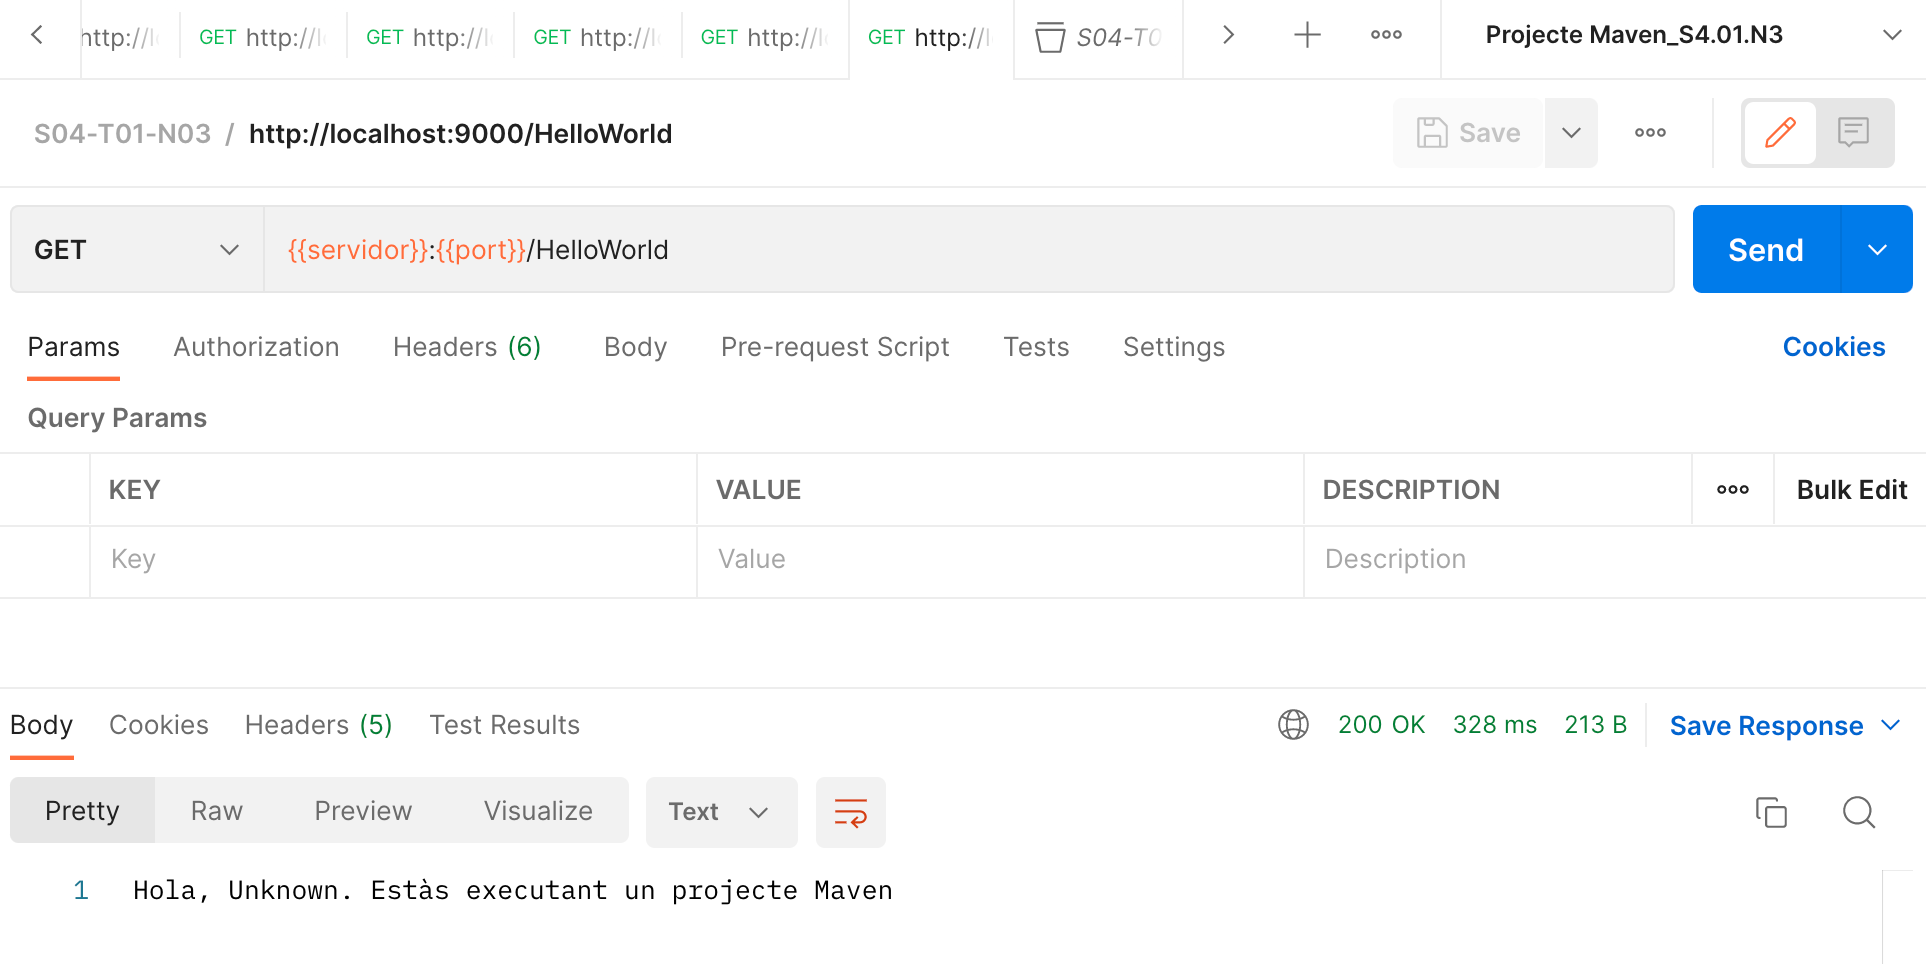 GET http://l GET http://l GET http://l GET http://l GET http://l S04-T0 Projecte Maven_S4.01.N3
S04-T01-N03 / http://localhost:9000/HelloWorld Save
GET {{servidor}}:{{port}}/HelloWorld Send
Params Authorization Headers (6) Body Pre-request Script Tests Settings Cookies
Query Params
KEY VALUE DESCRIPTION Bulk Edit
Key Value Description
Body Cookies Headers (5) Test Results 200 OK 328 ms 213 B Save Response
Pretty Raw Preview Visualize Text
1 Hola, Unknown. Estàs executant un projecte Maven